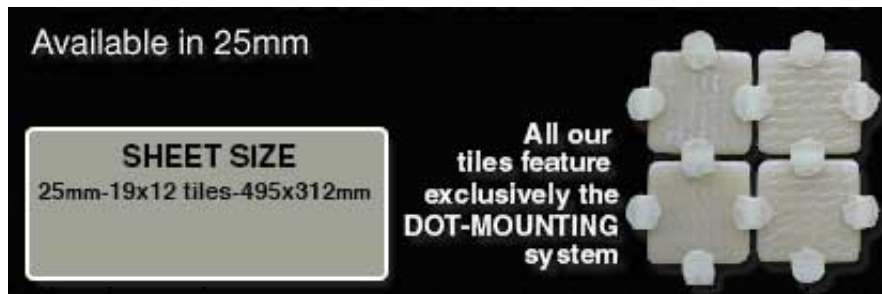 Available in 25mm
SHEET SIZE
25mm-19x12 tiles-495x312mm
All our
tiles feature
exclusively the
DOT-MOUNTING
system